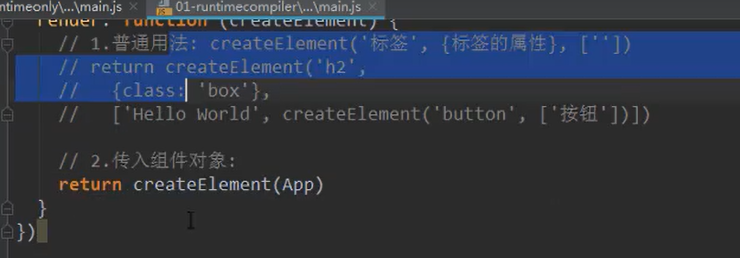 ntimeonly\...\main.js 01-runtimecompiler\...\main.js
render: function (createElement) {
// 1.普通用法: createElement('标签', {标签的属性}, [''])
// return createElement('h2',
// {class: 'box'},
// ['Hello World', createElement('button', ['按钮'])])
// 2.传入组件对象:
return createElement(App)
}
})